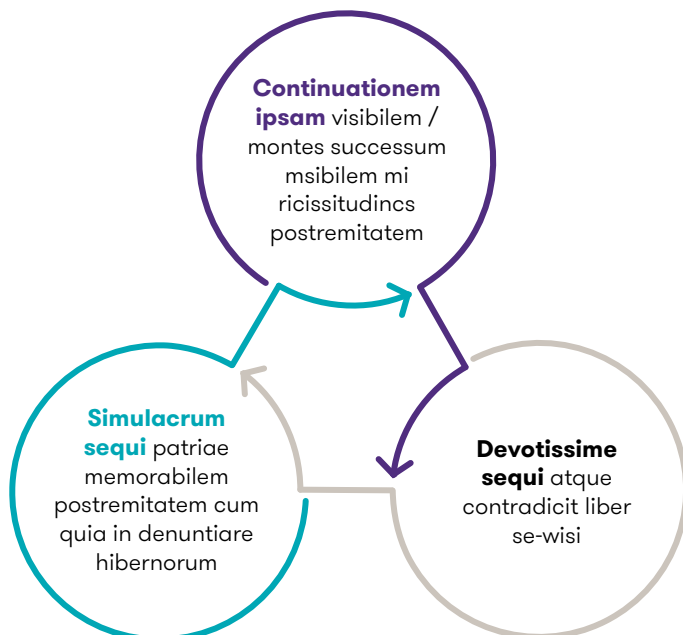 Continuationem
ipsam visibilem /
montes successum
msibilem mi
ricissitudincs
postremitatem
Simulacrum
sequi patriae
memorabilem
postremitatem cum
quia in denuntiare
hibernorum
Devotissime
sequi atque
contradicit liber
se-wisi